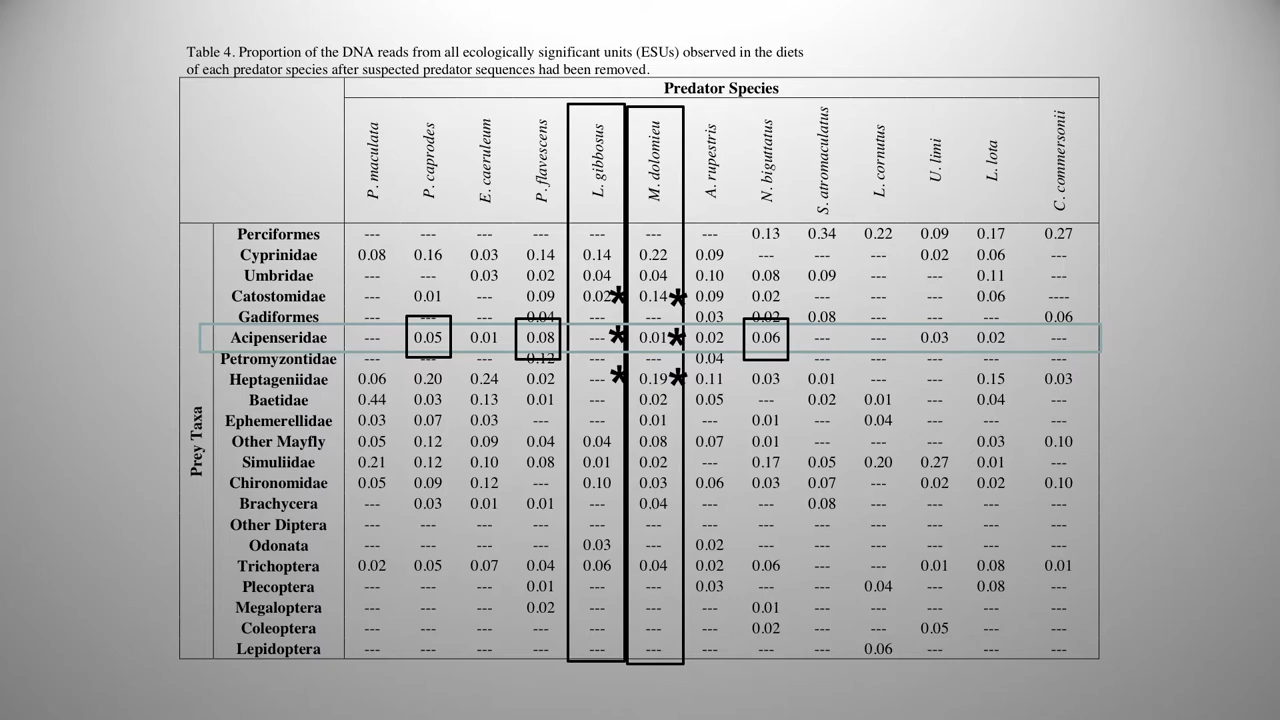 Table 4. Proportion of the DNA reads from all ecologically significant units (ESUs) observed in the diets
of each predator species after suspected predator sequences had been removed.
Predator Species
P. maculata P. caprodes E. caeruleum P. flavescens L. gibbosus M. dolomieu A. rupestris N. biguttatus S. atromaculatus L. cornutus U. limi L. lota C. commersonii
Prey Taxa
Perciformes --- --- --- --- --- --- --- 0.13 0.34 0.22 0.09 0.17 0.27
Cyprinidae 0.08 0.16 0.03 0.14 0.14 0.22 0.09 --- --- --- 0.02 0.06 ---
Umbridae --- --- 0.03 0.02 0.04 0.04 0.10 0.08 0.09 --- --- 0.11 ---
Catostomidae --- 0.01 --- 0.09 0.02* 0.14* 0.09 0.02 --- --- --- 0.06 ----
Gadiformes --- --- --- 0.04 --- --- 0.03 0.02 0.08 --- --- --- 0.06
Acipenseridae --- 0.05 0.01 0.08 ---* 0.01* 0.02 0.06 --- --- 0.03 0.02 ---
Petromyzontidae --- --- --- 0.12 --- --- 0.04 --- --- --- --- --- ---
Heptageniidae 0.06 0.20 0.24 0.02 ---* 0.19* 0.11 0.03 0.01 --- --- 0.15 0.03
Baetidae 0.44 0.03 0.13 0.01 --- 0.02 0.05 --- 0.02 0.01 --- 0.04 ---
Ephemerellidae 0.03 0.07 0.03 --- --- 0.01 --- 0.01 --- 0.04 --- --- ---
Other Mayfly 0.05 0.12 0.09 0.04 0.04 0.08 0.07 0.01 --- --- --- 0.03 0.10
Simuliidae 0.21 0.12 0.10 0.08 0.01 0.02 --- 0.17 0.05 0.20 0.27 0.01 ---
Chironomidae 0.05 0.09 0.12 --- 0.10 0.03 0.06 0.03 0.07 --- 0.02 0.02 0.10
Brachycera --- 0.03 0.01 0.01 --- 0.04 --- --- 0.08 --- --- --- ---
Other Diptera --- --- --- --- --- --- --- --- --- --- --- --- ---
Odonata --- --- --- --- 0.03 --- 0.02 --- --- --- --- --- ---
Trichoptera 0.02 0.05 0.07 0.04 0.06 0.04 0.02 0.06 --- --- 0.01 0.08 0.01
Plecoptera --- --- --- 0.01 --- --- 0.03 --- --- 0.04 --- 0.08 ---
Megaloptera --- --- --- 0.02 --- --- --- 0.01 --- --- --- --- ---
Coleoptera --- --- --- --- --- --- --- 0.02 --- --- 0.05 --- ---
Lepidoptera --- --- --- --- --- --- --- --- --- 0.06 --- --- ---